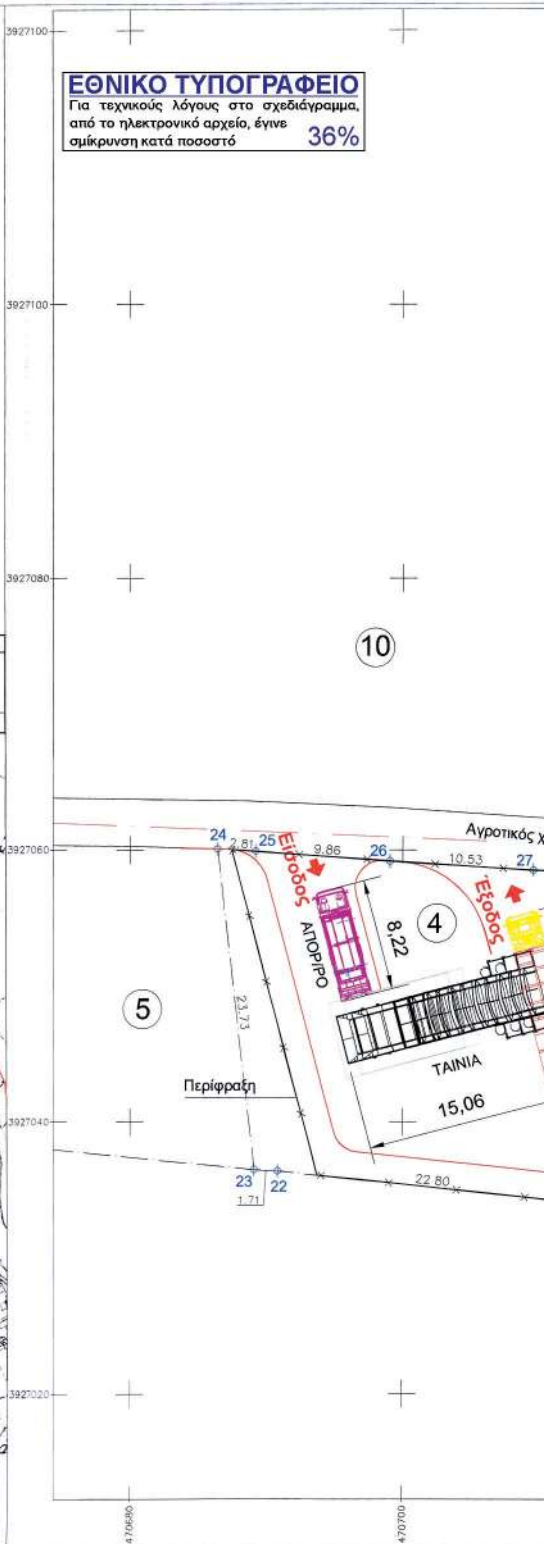 3927100
ΕΘΝΙΚΟ ΤΥΠΟΓΡΑΦΕΙΟ
Για τεχνικούς λόγους στο σχεδιάγραμμα,
από το ηλεκτρονικό αρχείο, έγινε
σμίκρυνση κατά ποσοστό 36%
3927100
3927080
10
Αγροτικός χ
24 2.81 25 9.86 26 10.53 27
3927060
Είσοδος
Έξοδος
8,22
4
ΑΠΟΡ/ΡΟ
5
23.73
ΤΑΙΝΙΑ
Περίφραξη
15,06
3927040
23 22
22 80
1.71
3927020
470680
470700